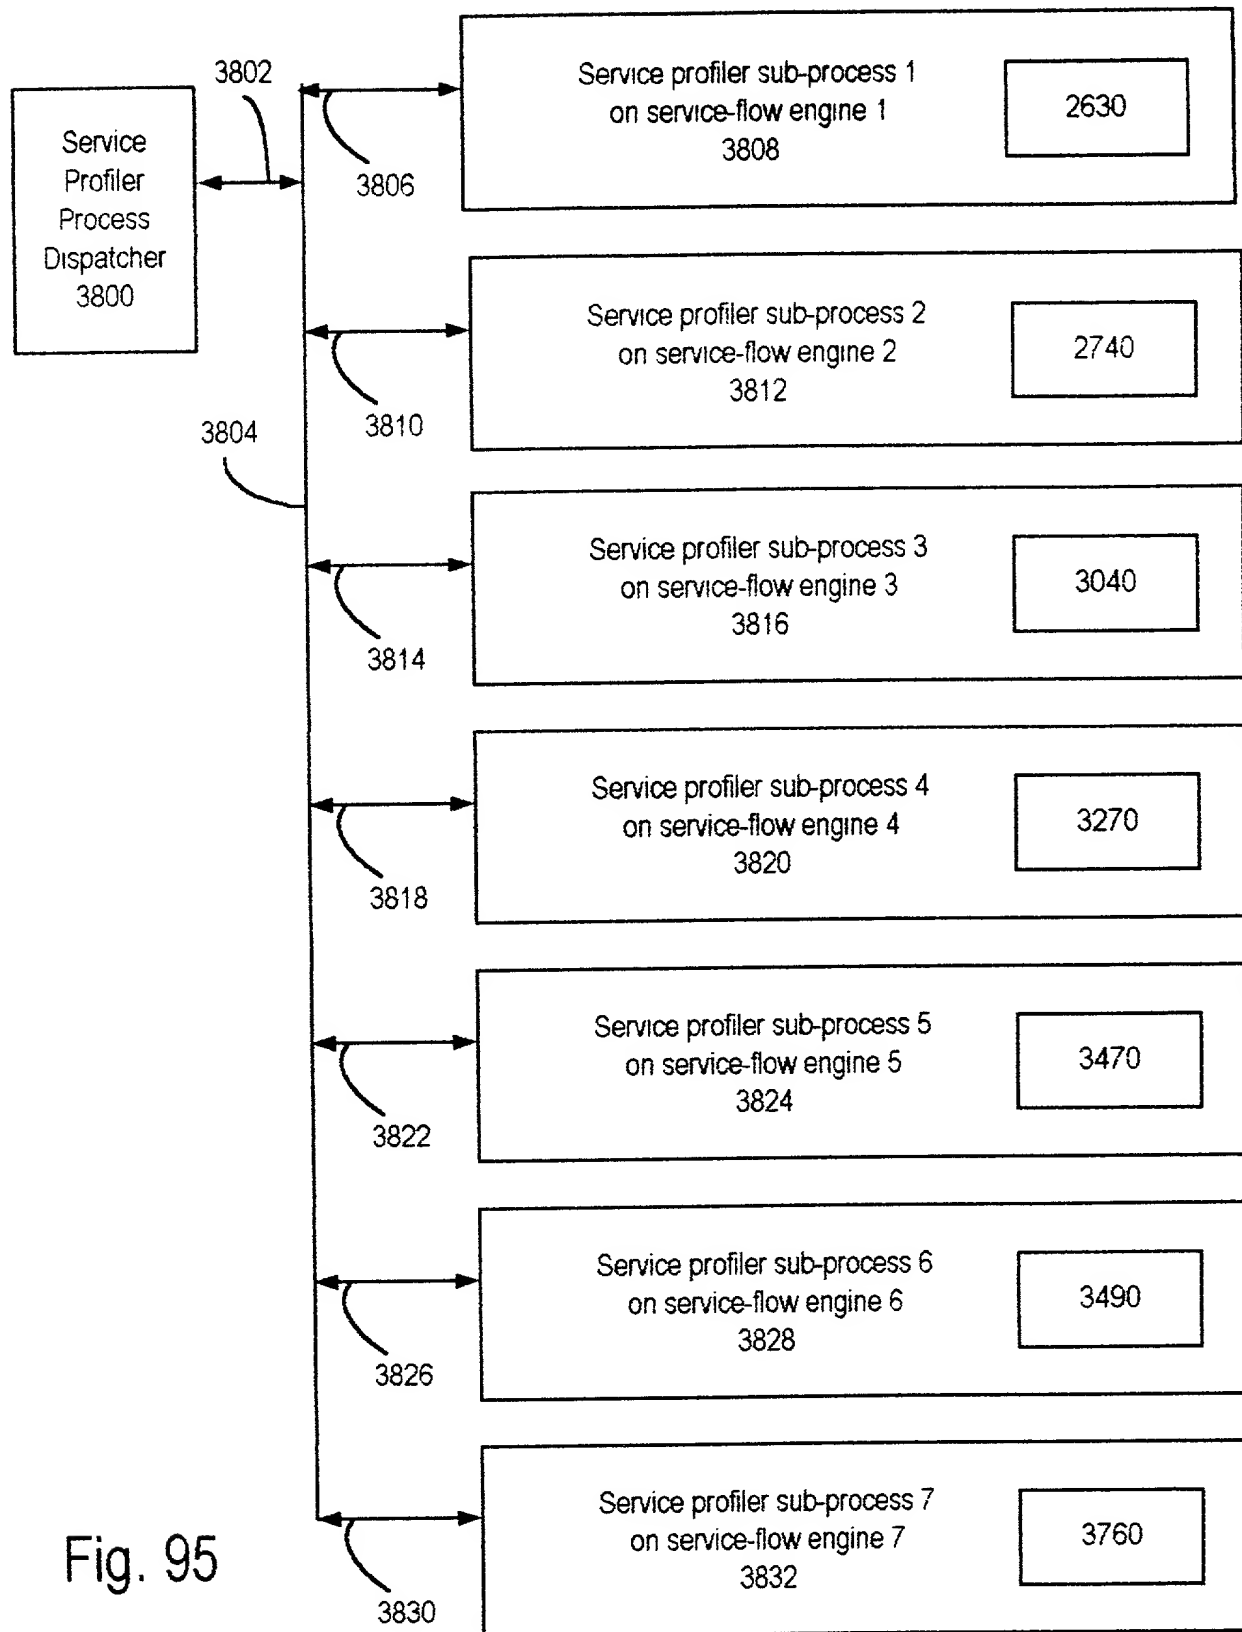 3802
Service
Profiler
Process
Dispatcher
3800
3804
3806
Service profiler sub-process 1
on service-flow engine 1
3808
2630
3810
Service profiler sub-process 2
on service-flow engine 2
3812
2740
3814
Service profiler sub-process 3
on service-flow engine 3
3816
3040
3818
Service profiler sub-process 4
on service-flow engine 4
3820
3270
3822
Service profiler sub-process 5
on service-flow engine 5
3824
3470
3826
Service profiler sub-process 6
on service-flow engine 6
3828
3490
3830
Service profiler sub-process 7
on service-flow engine 7
3832
3760
Fig. 95